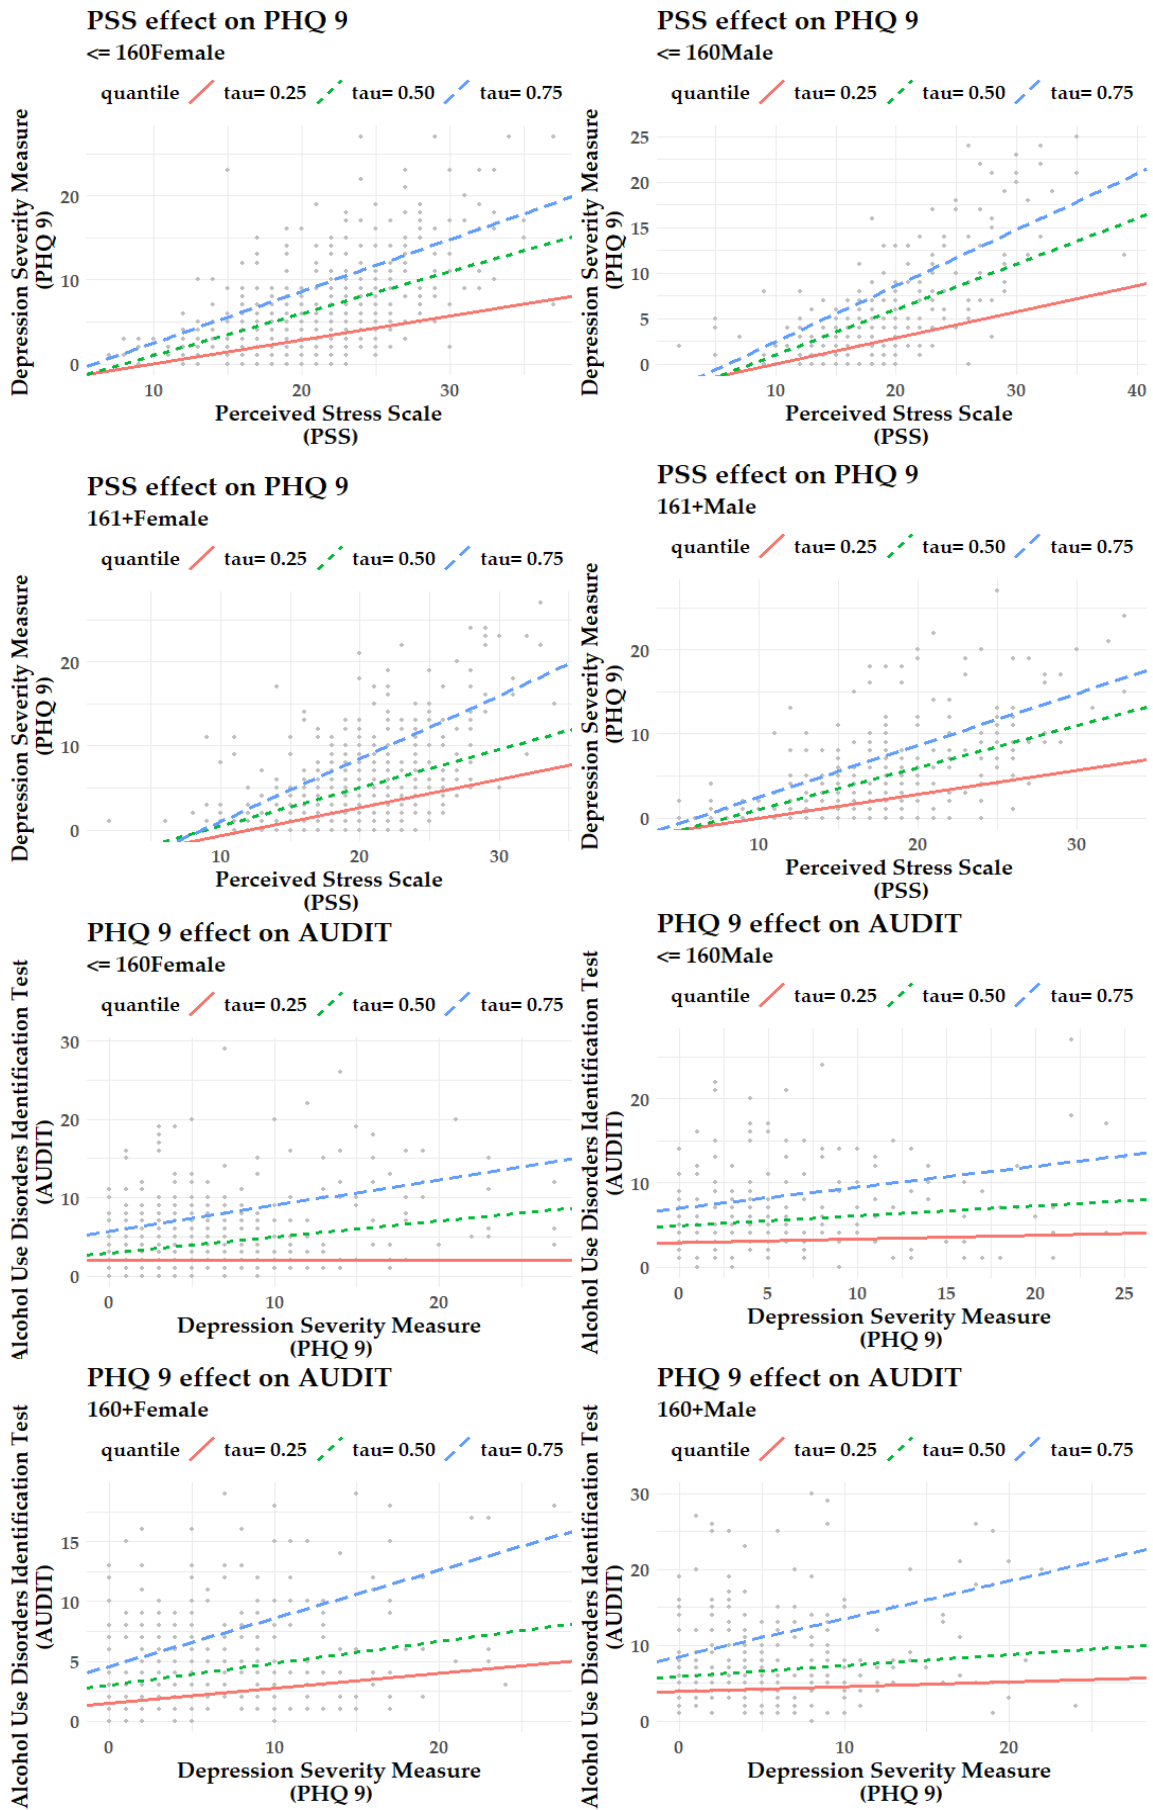 PSS effect on PHQ 9
<= 160Female
quantile tau= 0.25 tau= 0.50 tau= 0.75
Depression Severity Measure
(PHQ 9)
20
10
0
10 20 30
Perceived Stress Scale
(PSS)
PSS effect on PHQ 9
<= 160Male
quantile tau= 0.25 tau= 0.50 tau= 0.75
Depression Severity Measure
(PHQ 9)
25
20
15
10
5
0
10 20 30 40
Perceived Stress Scale
(PSS)
PSS effect on PHQ 9
161+Female
quantile tau= 0.25 tau= 0.50 tau= 0.75
Depression Severity Measure
(PHQ 9)
20
10
0
10 20 30
Perceived Stress Scale
(PSS)
PSS effect on PHQ 9
161+Male
quantile tau= 0.25 tau= 0.50 tau= 0.75
Depression Severity Measure
(PHQ 9)
20
10
0
10 20 30
Perceived Stress Scale
(PSS)
PHQ 9 effect on AUDIT
<= 160Female
quantile tau= 0.25 tau= 0.50 tau= 0.75
Alcohol Use Disorders Identification Test
(AUDIT)
30
20
10
0
0 10 20
Depression Severity Measure
(PHQ 9)
PHQ 9 effect on AUDIT
<= 160Male
quantile tau= 0.25 tau= 0.50 tau= 0.75
Alcohol Use Disorders Identification Test
(AUDIT)
20
10
0
0 5 10 15 20 25
Depression Severity Measure
(PHQ 9)
PHQ 9 effect on AUDIT
160+Female
quantile tau= 0.25 tau= 0.50 tau= 0.75
Alcohol Use Disorders Identification Test
(AUDIT)
15
10
5
0
0 10 20
Depression Severity Measure
(PHQ 9)
PHQ 9 effect on AUDIT
160+Male
quantile tau= 0.25 tau= 0.50 tau= 0.75
Alcohol Use Disorders Identification Test
(AUDIT)
30
20
10
0
0 10 20
Depression Severity Measure
(PHQ 9)